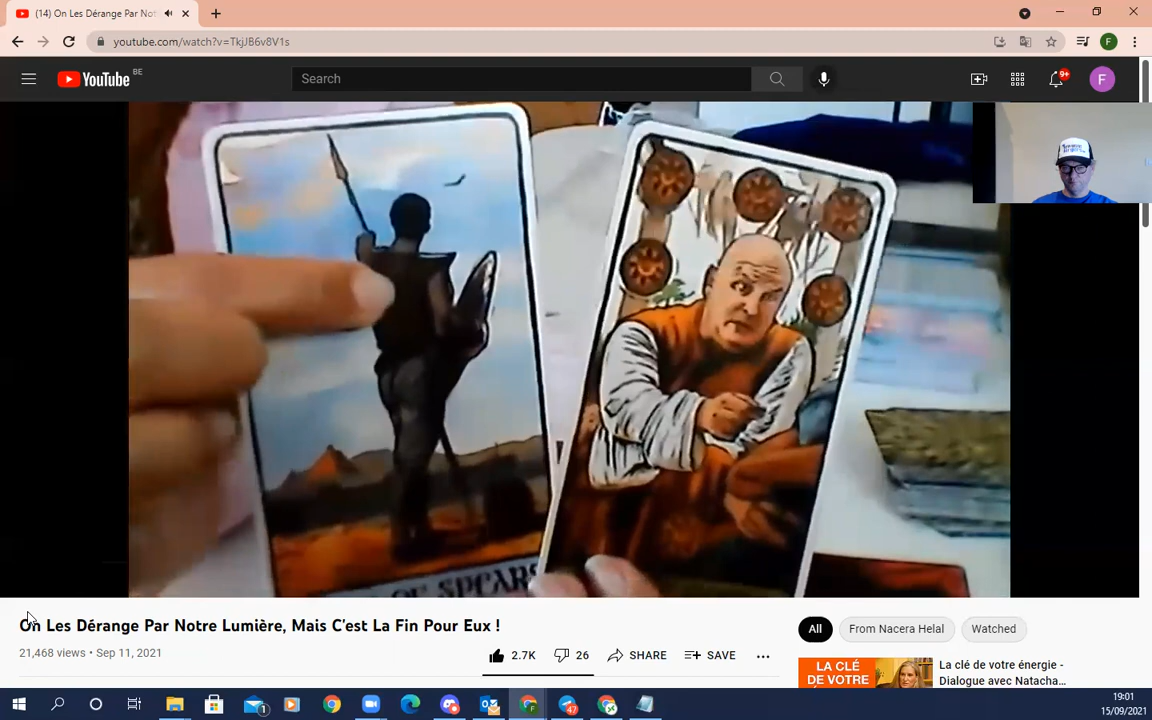 (14) On Les Dérange Par Not
youtube.com/watch?v=TkjJB6v8V1s
F
YouTube BE
Search
9+
F
OF SPEARS
On Les Dérange Par Notre Lumière, Mais C'est La Fin Pour Eux !
21,468 views • Sep 11, 2021
2.7K
26
SHARE
SAVE
All
From Nacera Helal
Watched
LA CLÉ
DE VOTRE
La clé de votre énergie -
Dialogue avec Natacha...
1
47
19:01
15/09/2021